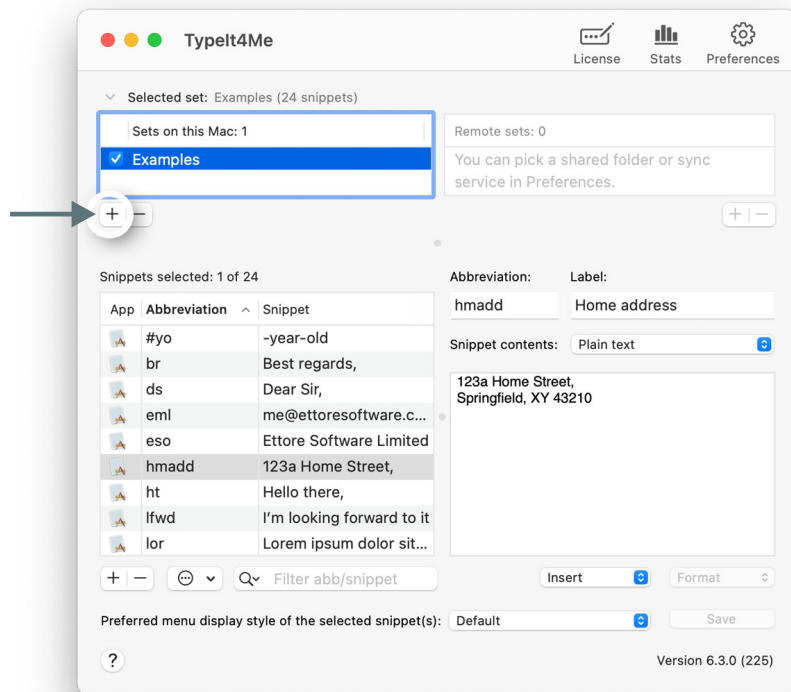 TypeIt4Me
License
Stats
Preferences
Selected set: Examples (24 snippets)
Sets on this Mac: 1
Examples
Remote sets: 0
You can pick a shared folder or sync
service in Preferences.
Snippets selected: 1 of 24
App Abbreviation Snippet
#yo -year-old
br Best regards,
ds Dear Sir,
eml me@ettoresoftware.c...
eso Ettore Software Limited
hmadd 123a Home Street,
ht Hello there,
lfwd I'm looking forward to it
lor Lorem ipsum dolor sit...
Filter abb/snippet
Abbreviation: Label:
hmadd Home address
Snippet contents: Plain text
123a Home Street,
Springfield, XY 43210
Insert Format
Preferred menu display style of the selected snippet(s): Default Save
? Version 6.3.0 (225)